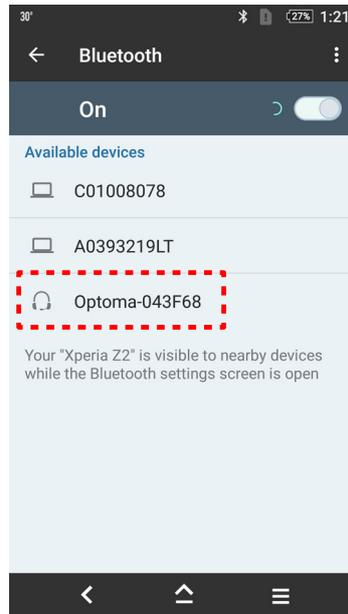 30°
27% 1:21
Bluetooth
On
Available devices
C01008078
A0393219LT
Optoma-043F68
Your "Xperia Z2" is visible to nearby devices
while the Bluetooth settings screen is open